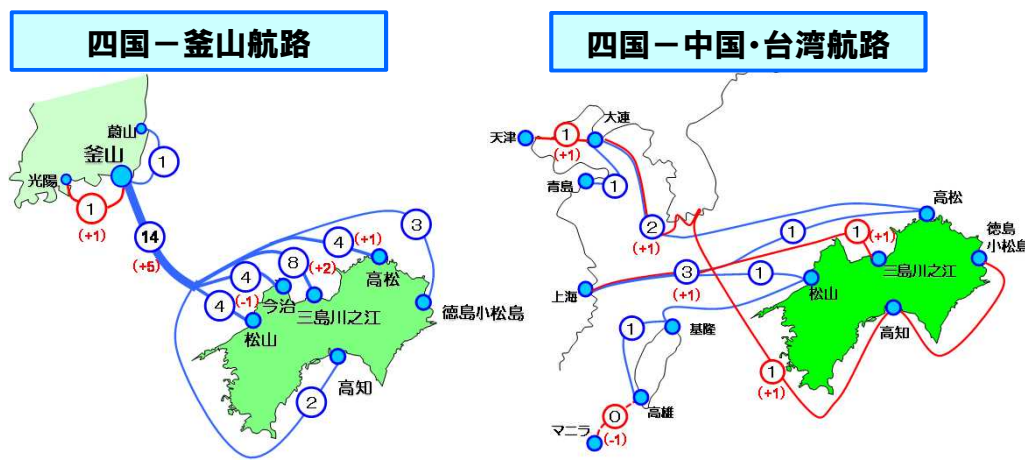 四国－釜山航路
蔚山
釜山
1
光陽
1
(+1)
14
(+5)
3
4
(+1)
8
(+2)
高松
4
(-1)
今治
4
三島川之江
徳島小松島
松山
高知
2
四国－中国・台湾航路
天津
1
(+1)
大連
青島
1
2
(+1)
高松
1
1
(+1)
徳島
小松島
三島川之江
上海
3
(+1)
1
松山
1
基隆
高知
1
(+1)
高雄
0
(-1)
マニラ